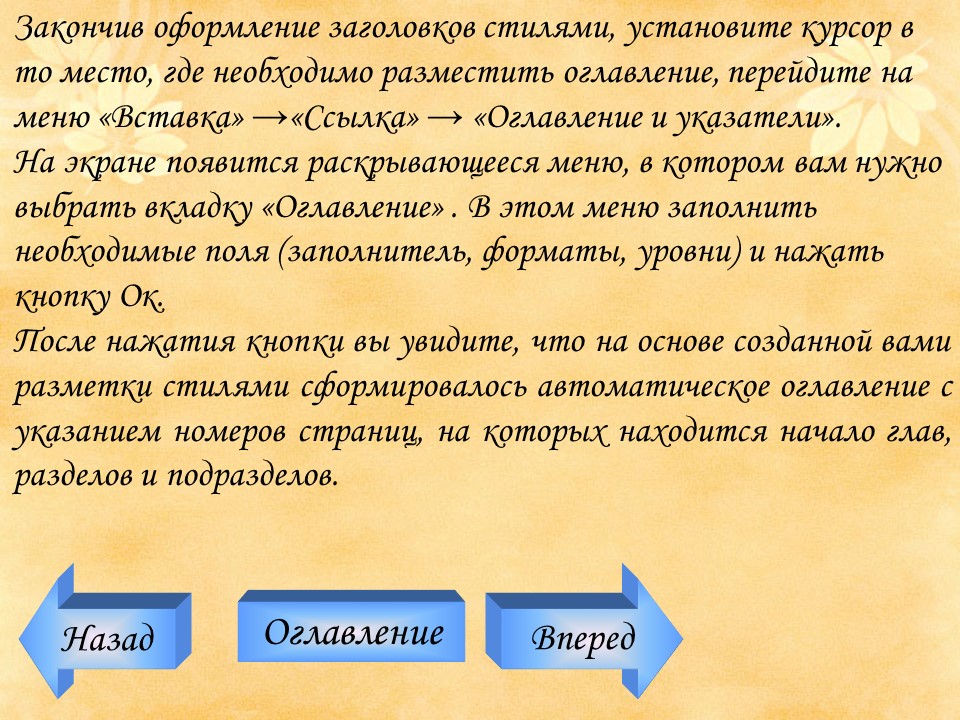 Закончив оформление заголовков стилями, установите курсор в
то место, где необходимо разместить оглавление, перейдите на
меню «Вставка» →«Ссылка» → «Оглавление и указатели».
На экране появится раскрывающееся меню, в котором вам нужно
выбрать вкладку «Оглавление» . В этом меню заполнить
необходимые поля (заполнитель, форматы, уровни) и нажать
кнопку Ок.
После нажатия кнопки вы увидите, что на основе созданной вами
разметки стилями сформировалось автоматическое оглавление с
указанием номеров страниц, на которых находится начало глав,
разделов и подразделов.
Назад
Оглавление
Вперед